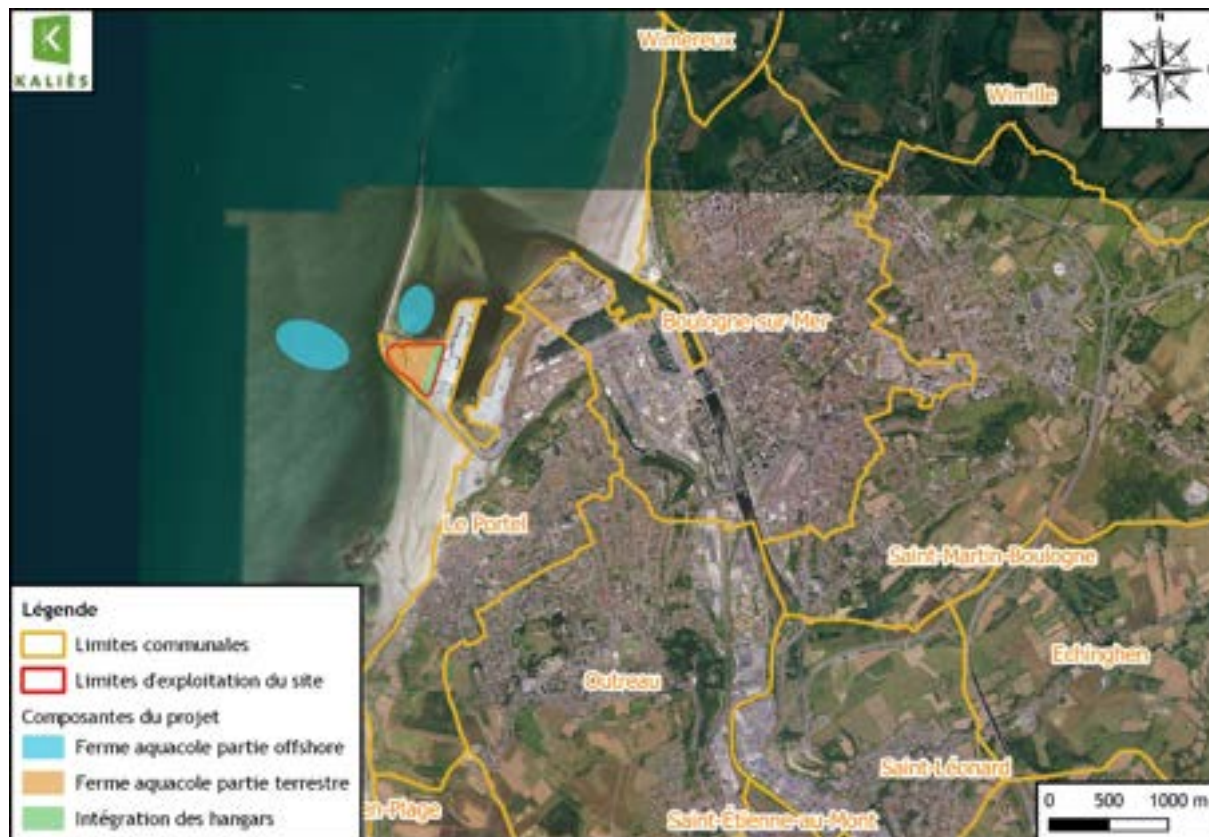 KALIÈS
Wimereux
N
O
S
Wimille
Boulogne-sur-Mer
Le Portel
Saint-Martin-Boulogne
Echinghen
Outreau
Saint-Léonard
en-Plage
Saint-Étienne-au-Mont
Légende
Limites communales
Limites d'exploitation du site
Composantes du projet
Ferme aquacole partie offshore
Ferme aquacole partie terrestre
Intégration des hangars
0 500 1000 m